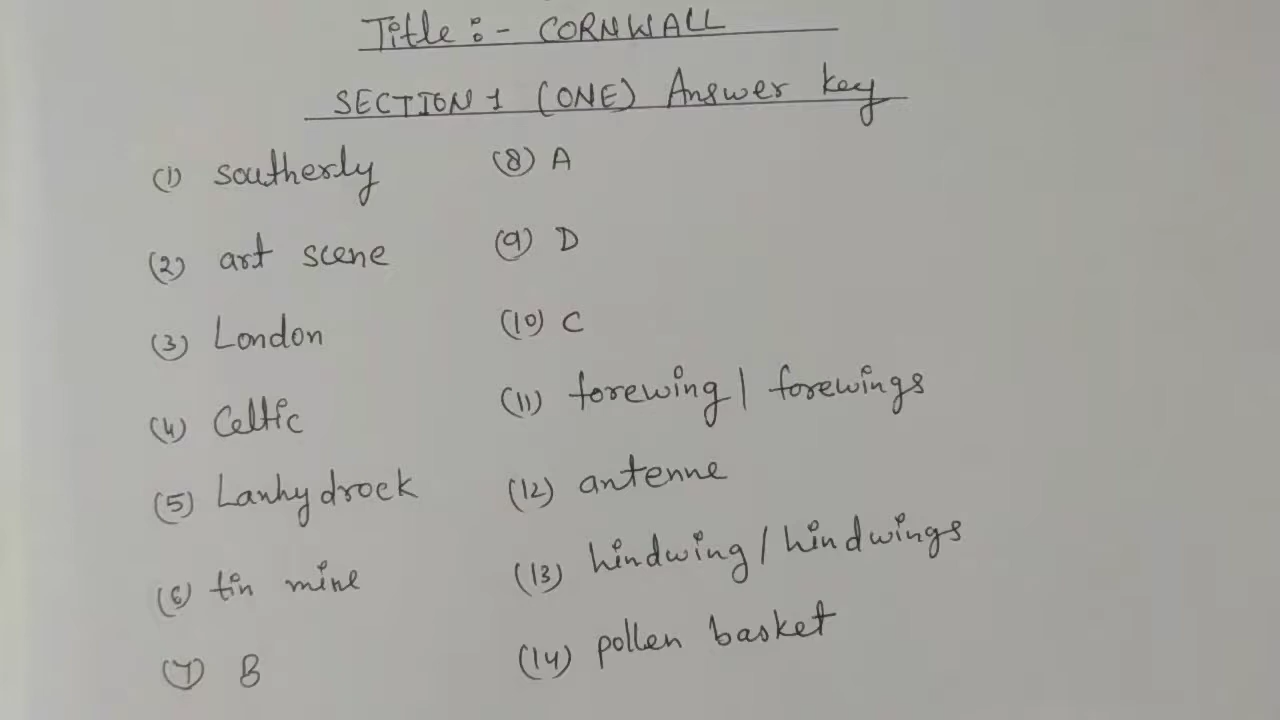 Title :- CORNWALL
SECTION 1 (ONE) Answer key
(1) southerly
(2) art scene
(3) London
(4) Celtic
(5) Lanhydrock
(6) tin mine
(7) B
(8) A
(9) D
(10) C
(11) forewing / forewings
(12) antenne
(13) hindwing / hindwings
(14) pollen basket